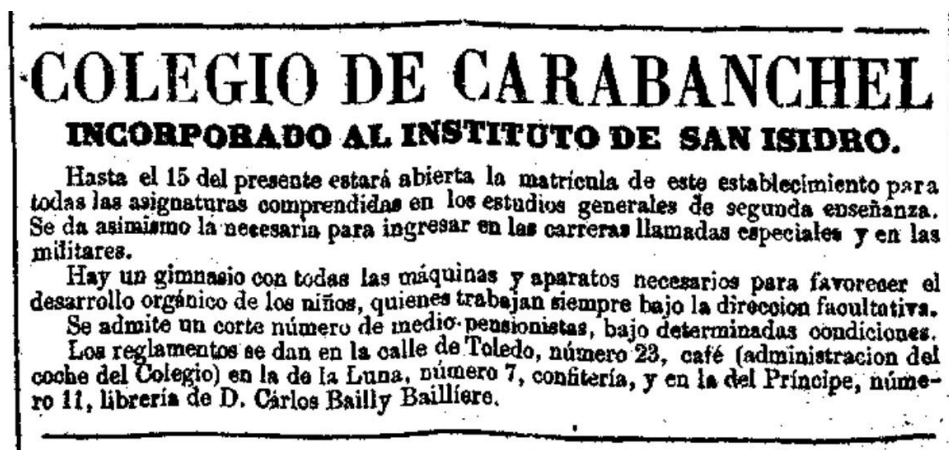 COLEGIO DE CARABANCHEL
INCORPORADO AL INSTITUTO DE SAN ISIDRO.
Hasta el 15 del presente estará abierta la matrícula de este establecimiento para
todas las asignaturas comprendidas en los estudios generales de segunda enseñanza.
Se da asimismo la necesaria para ingresar en las carreras llamadas especiales y en las
militares.
Hay un gimnasio con todas las máquinas y aparatos necesarios para favorecer el
desarrollo orgánico de los niños, quienes trabajan siempre bajo la direccion facultativa.
Se admite un corto número de medio-pensionistas, bajo determinadas condiciones.
Los reglamentos se dan en la calle de Toledo, número 23, café (administracion del
coche del Colegio) en la de la Luna, número 7, confitería, y en la del Príncipe, núme-
ro 11, librería de D. Cárlos Bailly Bailliere.